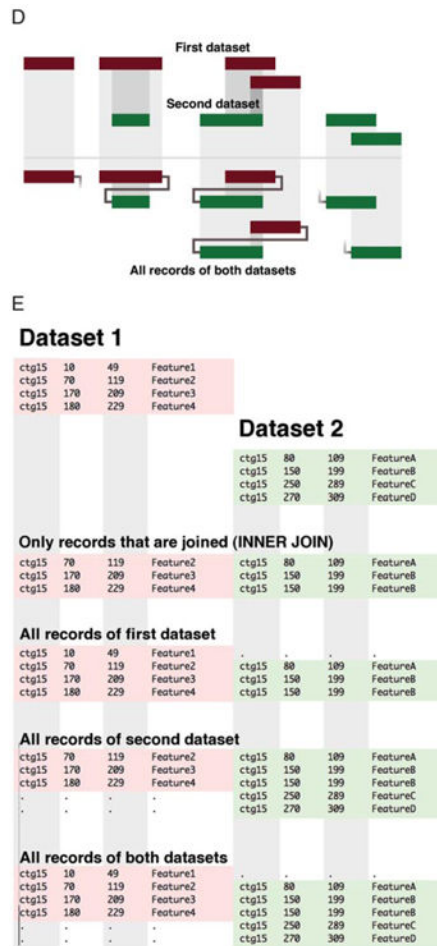 D
First dataset
Second dataset
All records of both datasets
E
Dataset 1
ctg15 10 49 Feature1
ctg15 70 119 Feature2
ctg15 170 209 Feature3
ctg15 180 229 Feature4
Dataset 2
ctg15 80 109 FeatureA
ctg15 150 199 FeatureB
ctg15 250 289 FeatureC
ctg15 270 309 FeatureD
Only records that are joined (INNER JOIN)
ctg15 70 119 Feature2 ctg15 80 109 FeatureA
ctg15 170 209 Feature3 ctg15 150 199 FeatureB
ctg15 180 229 Feature4 ctg15 150 199 FeatureB
All records of first dataset
ctg15 10 49 Feature1 . . . .
ctg15 70 119 Feature2 ctg15 80 109 FeatureA
ctg15 170 209 Feature3 ctg15 150 199 FeatureB
ctg15 180 229 Feature4 ctg15 150 199 FeatureB
All records of second dataset
ctg15 70 119 Feature2 ctg15 80 109 FeatureA
ctg15 170 209 Feature3 ctg15 150 199 FeatureB
ctg15 180 229 Feature4 ctg15 150 199 FeatureB
. . . . ctg15 250 289 FeatureC
. . . . ctg15 270 309 FeatureD
All records of both datasets
ctg15 10 49 Feature1 . . . .
ctg15 70 119 Feature2 ctg15 80 109 FeatureA
ctg15 170 209 Feature3 ctg15 150 199 FeatureB
ctg15 180 229 Feature4 ctg15 150 199 FeatureB
. . . . ctg15 250 289 FeatureC
. . . . ctg15 270 309 FeatureD